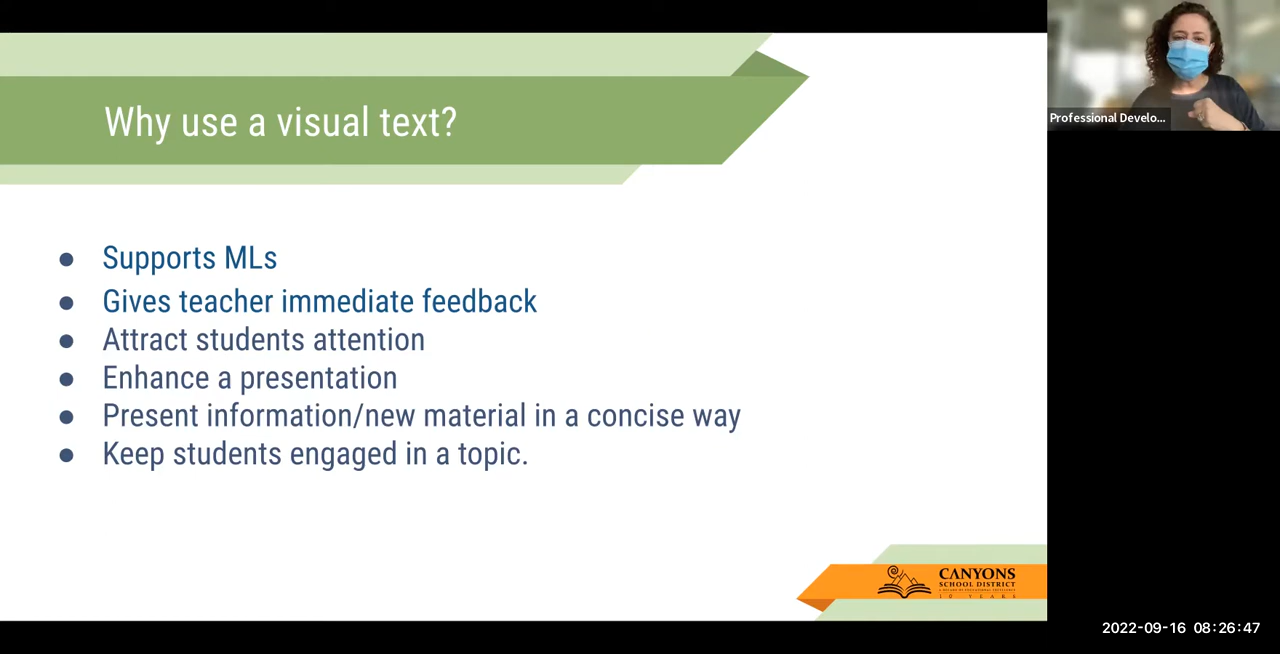 Why use a visual text?
Professional Develo...
● Supports MLs
● Gives teacher immediate feedback
● Attract students attention
● Enhance a presentation
● Present information/new material in a concise way
● Keep students engaged in a topic.
CANYONS
SCHOOL DISTRICT
10 YEARS
2022-09-16 08:26:47